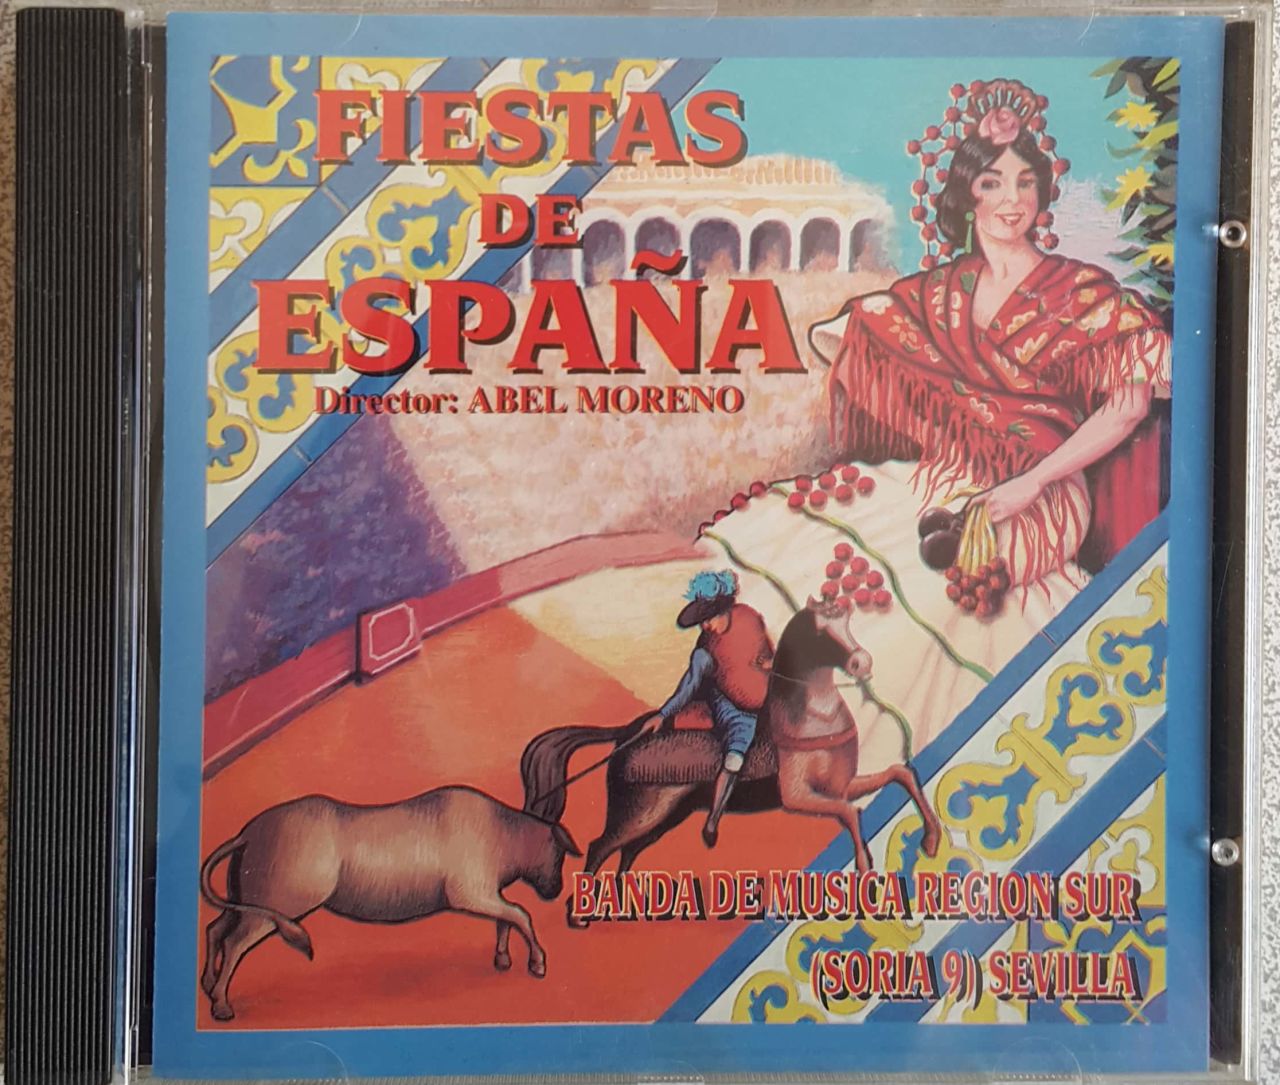 FIESTAS
DE
ESPAÑA
Director: ABEL MORENO
BANDA DE MUSICA REGION SUR
(SORIA 9) SEVILLA